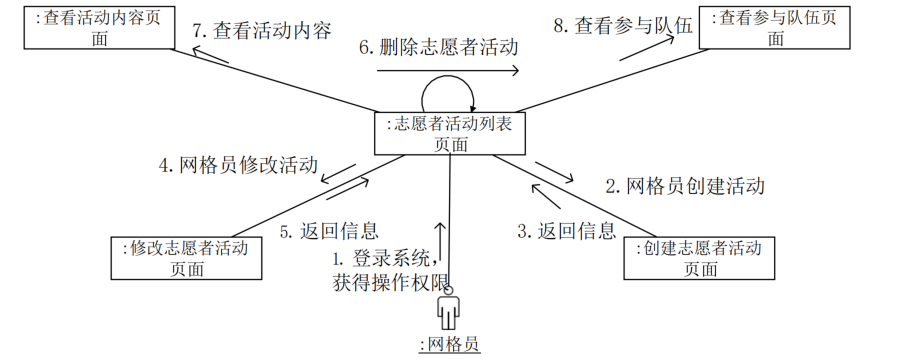 :查看活动内容页
面
7.查看活动内容
6.删除志愿者活动
8.查看参与队伍
:查看参与队伍页
面
:志愿者活动列表
页面
4.网格员修改活动
2.网格员创建活动
5.返回信息
3.返回信息
:修改志愿者活动
页面
1.登录系统,
获得操作权限
:创建志愿者活动
页面
:网格员